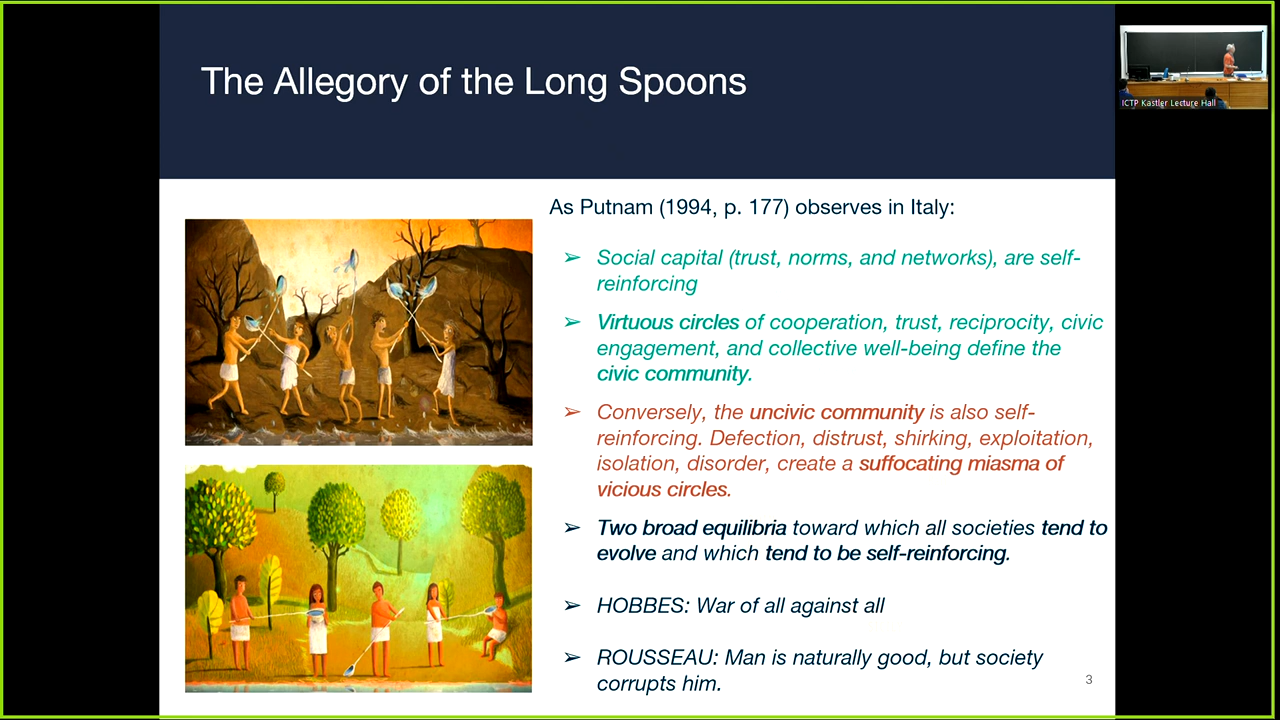 The Allegory of the Long Spoons
ICTP Kastler Lecture Hall
As Putnam (1994, p. 177) observes in Italy:
➢ Social capital (trust, norms, and networks), are self-
reinforcing
➢ Virtuous circles of cooperation, trust, reciprocity, civic
engagement, and collective well-being define the
civic community.
➢ Conversely, the uncivic community is also self-
reinforcing. Defection, distrust, shirking, exploitation,
isolation, disorder, create a suffocating miasma of
vicious circles.
➢ Two broad equilibria toward which all societies tend to
evolve and which tend to be self-reinforcing.
➢ HOBBES: War of all against all
➢ ROUSSEAU: Man is naturally good, but society
corrupts him.
3